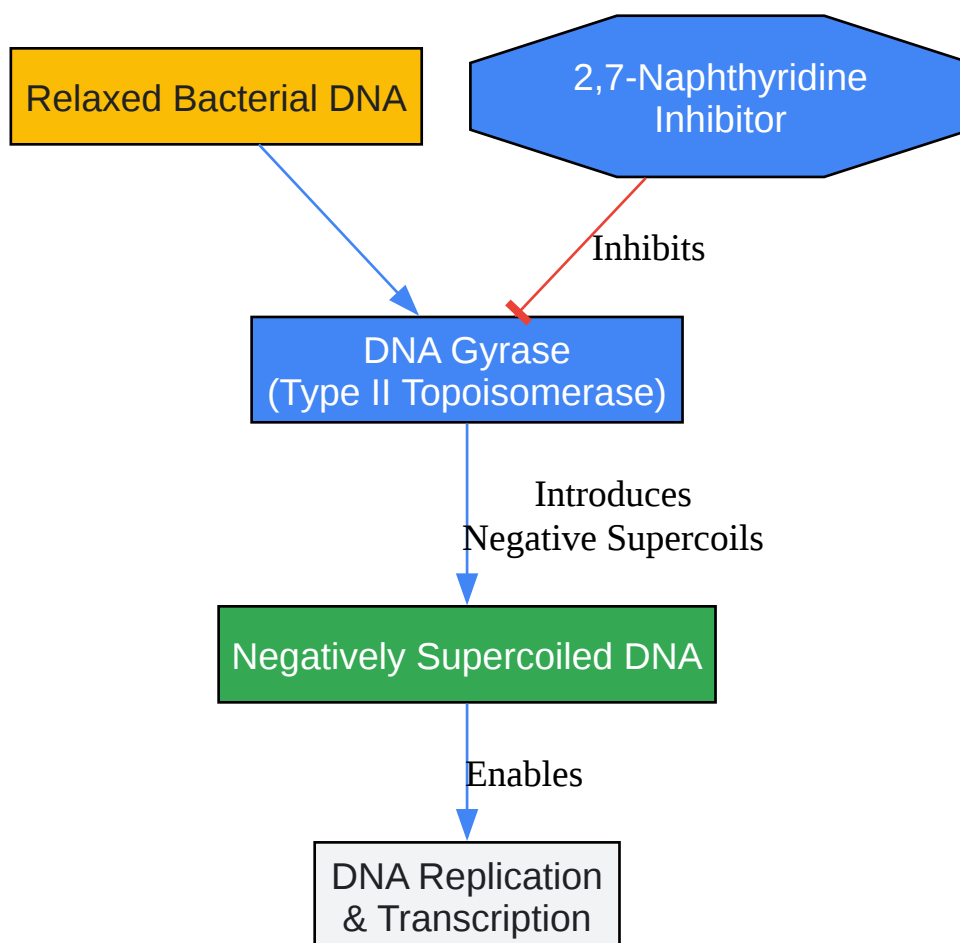 Relaxed Bacterial DNA
2,7-Naphthyridine
Inhibitor
Inhibits
DNA Gyrase
(Type II Topoisomerase)
Introduces
Negative Supercoils
Negatively Supercoiled DNA
Enables
DNA Replication
& Transcription